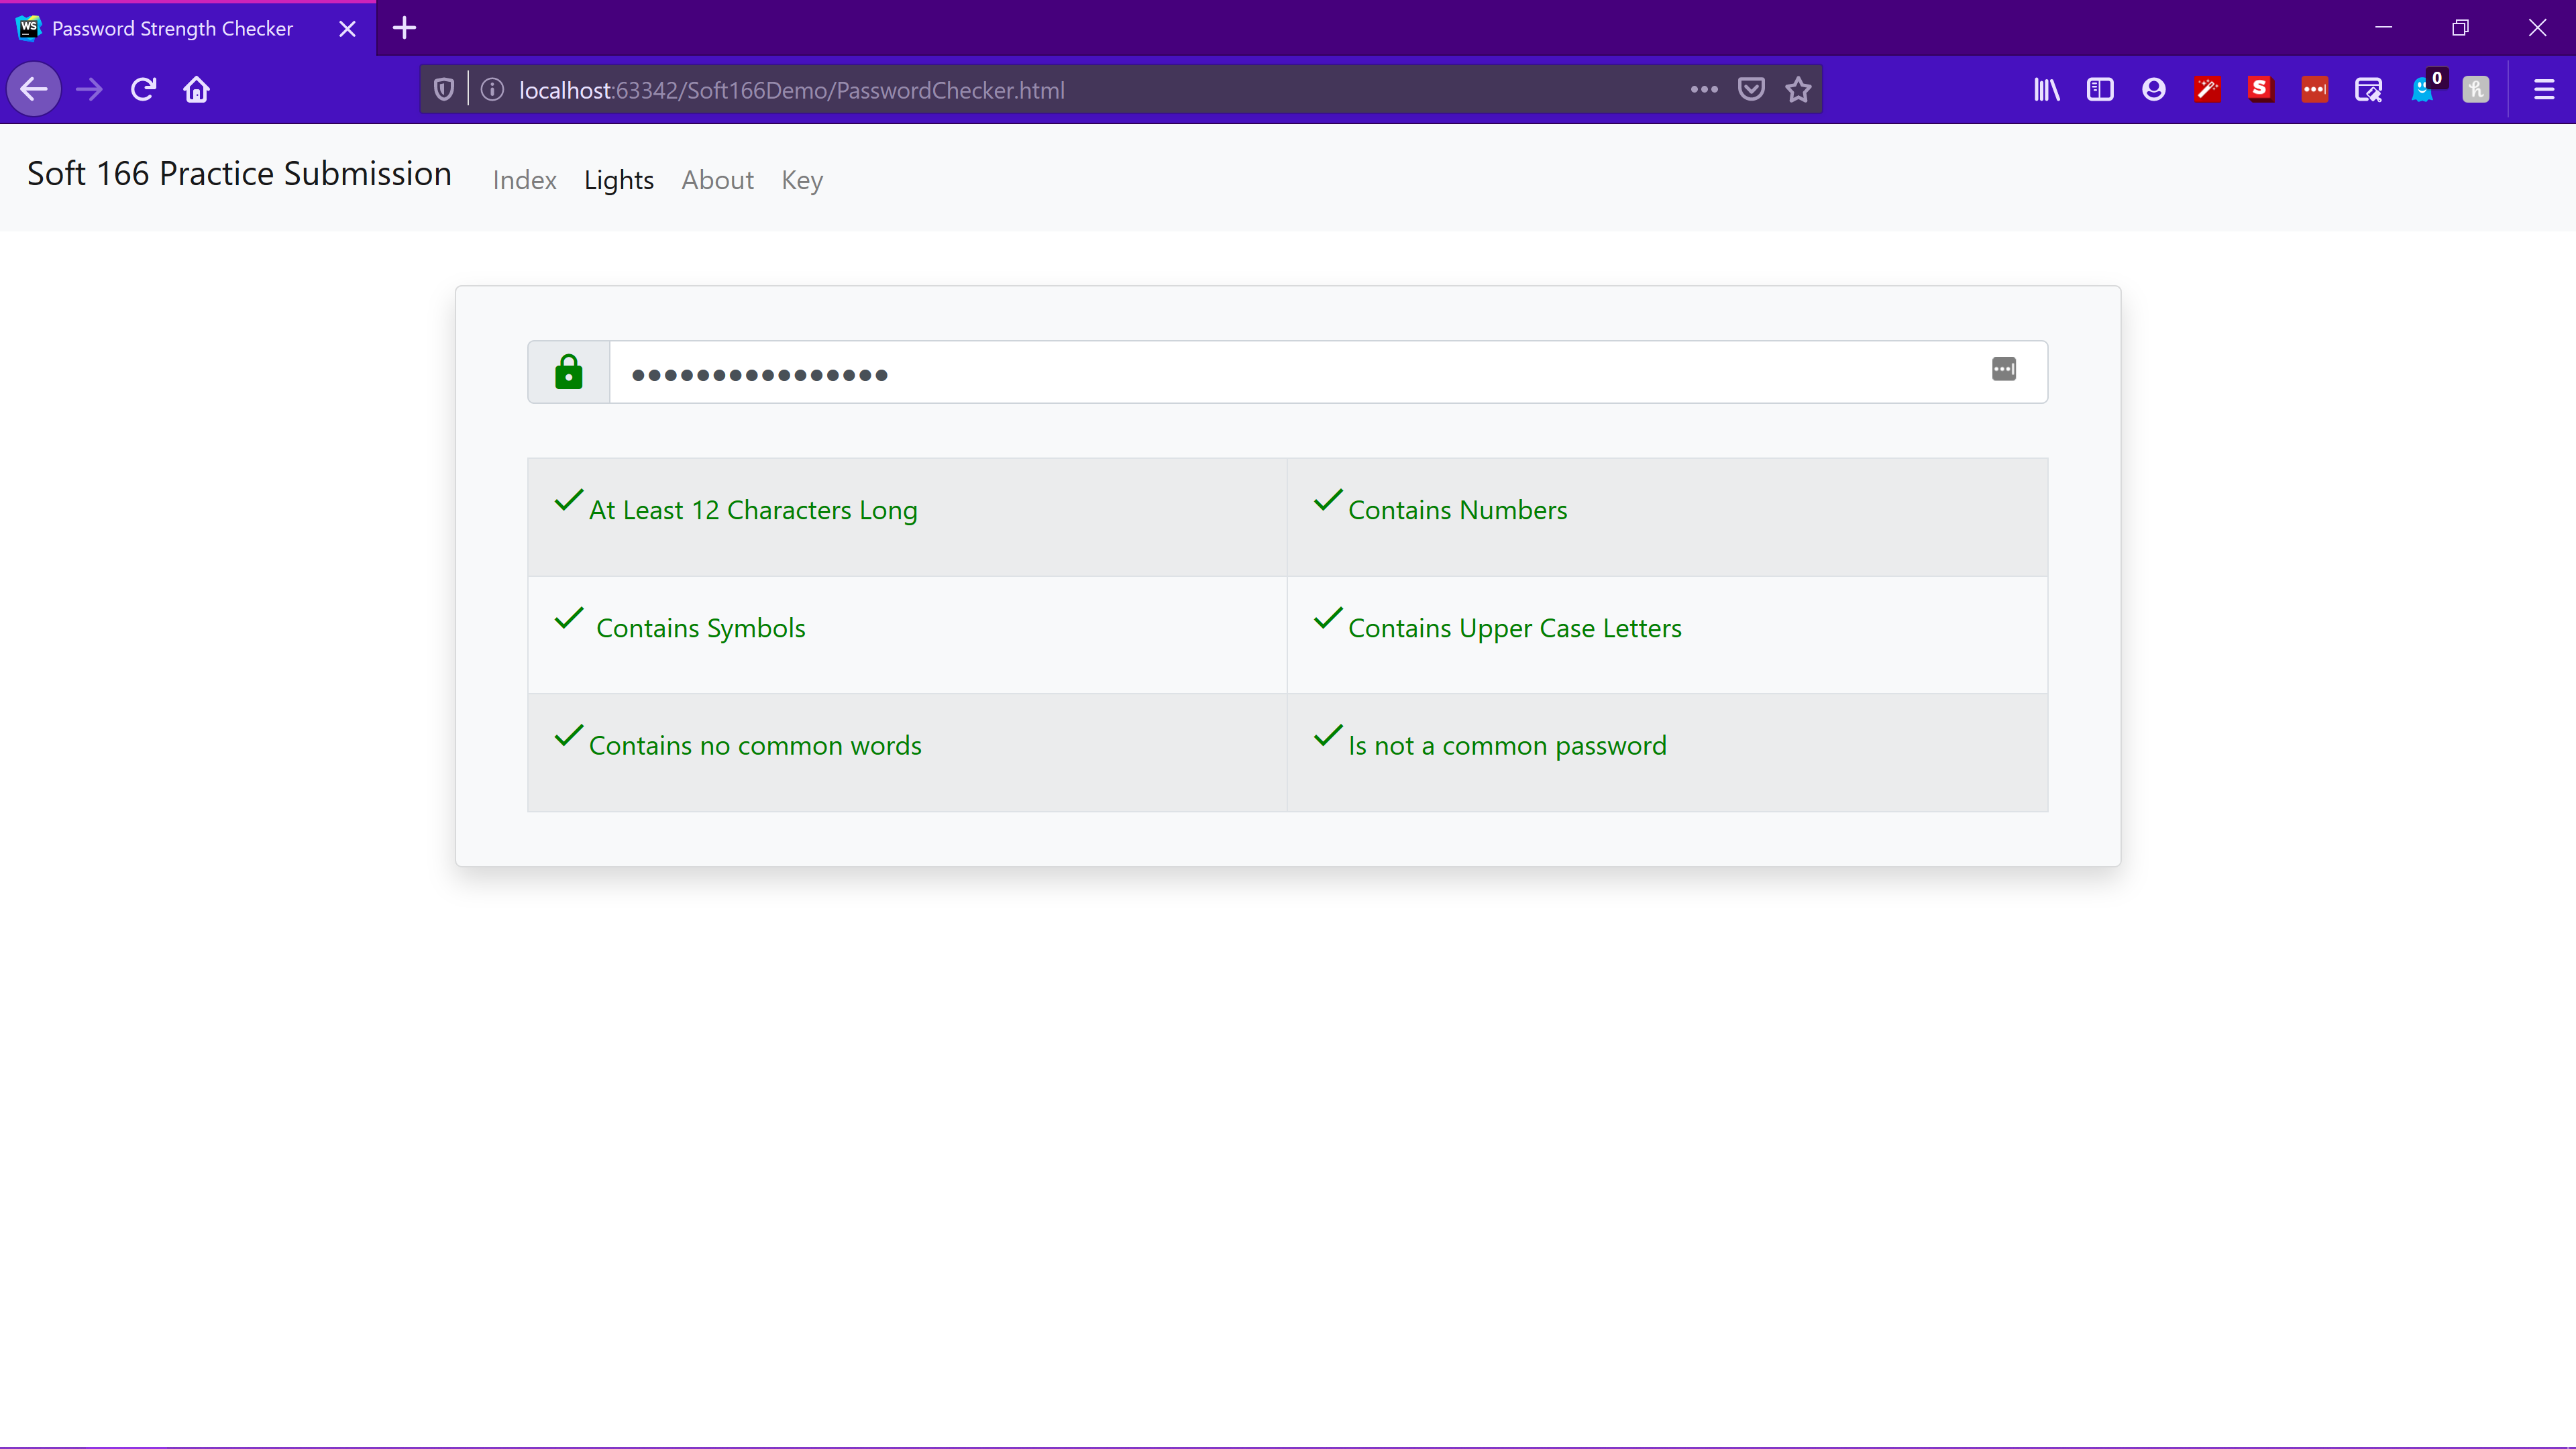 WS Password Strength Checker
localhost:63342/Soft166Demo/PasswordChecker.html
S
0
Soft 166 Practice Submission Index Lights About Key
At Least 12 Characters Long
Contains Numbers
Contains Symbols
Contains Upper Case Letters
Contains no common words
Is not a common password